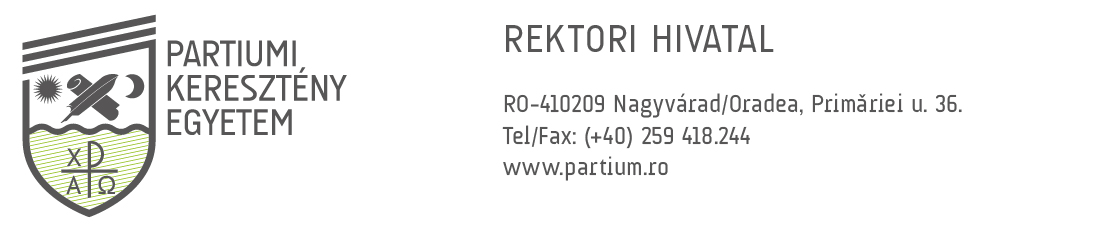 PARTIUMI
KERESZTÉNY
EGYETEM
X P
A Ω
REKTORI HIVATAL
RO-410209 Nagyvárad/Oradea, Primăriei u. 36.
Tel/Fax: (+40) 259 418.244
www.partium.ro